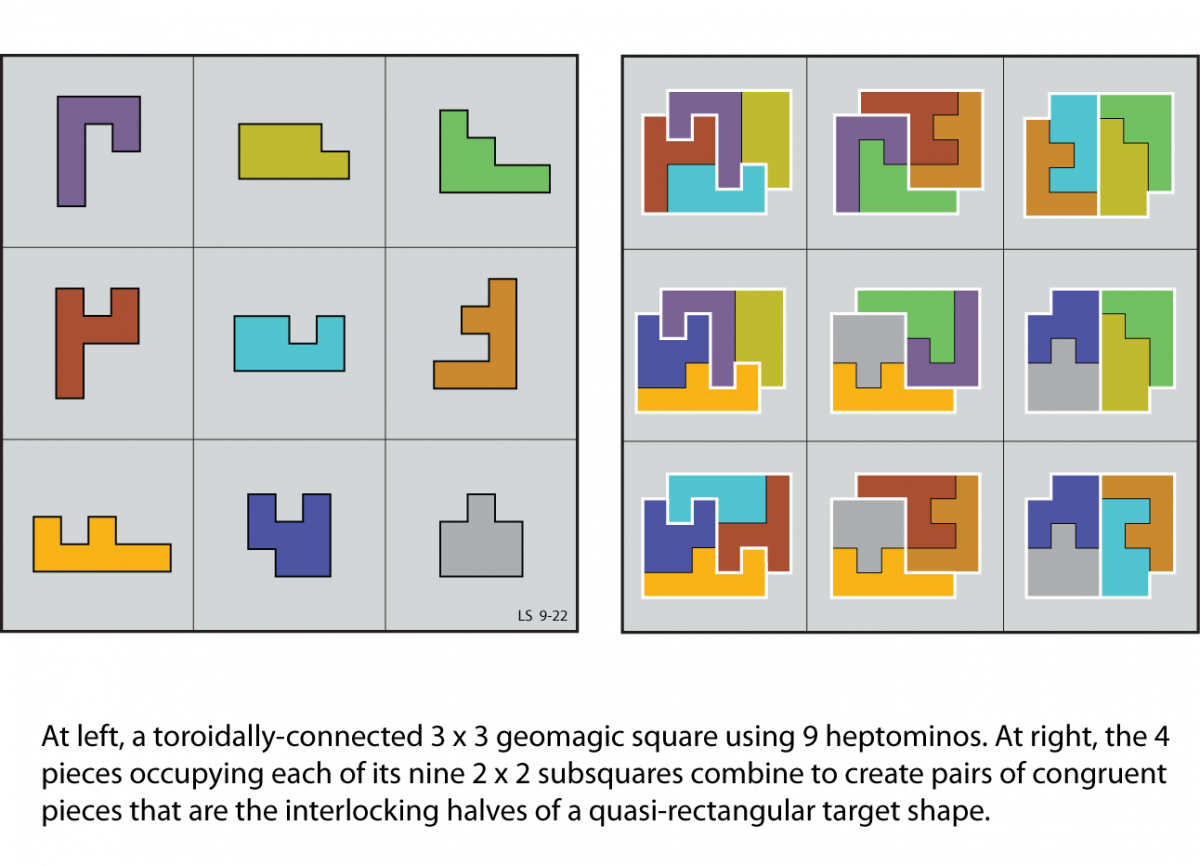 LS 9-22
At left, a toroidally-connected 3 x 3 geomagic square using 9 heptominos. At right, the 4
pieces occupying each of its nine 2 x 2 subsquares combine to create pairs of congruent
pieces that are the interlocking halves of a quasi-rectangular target shape.